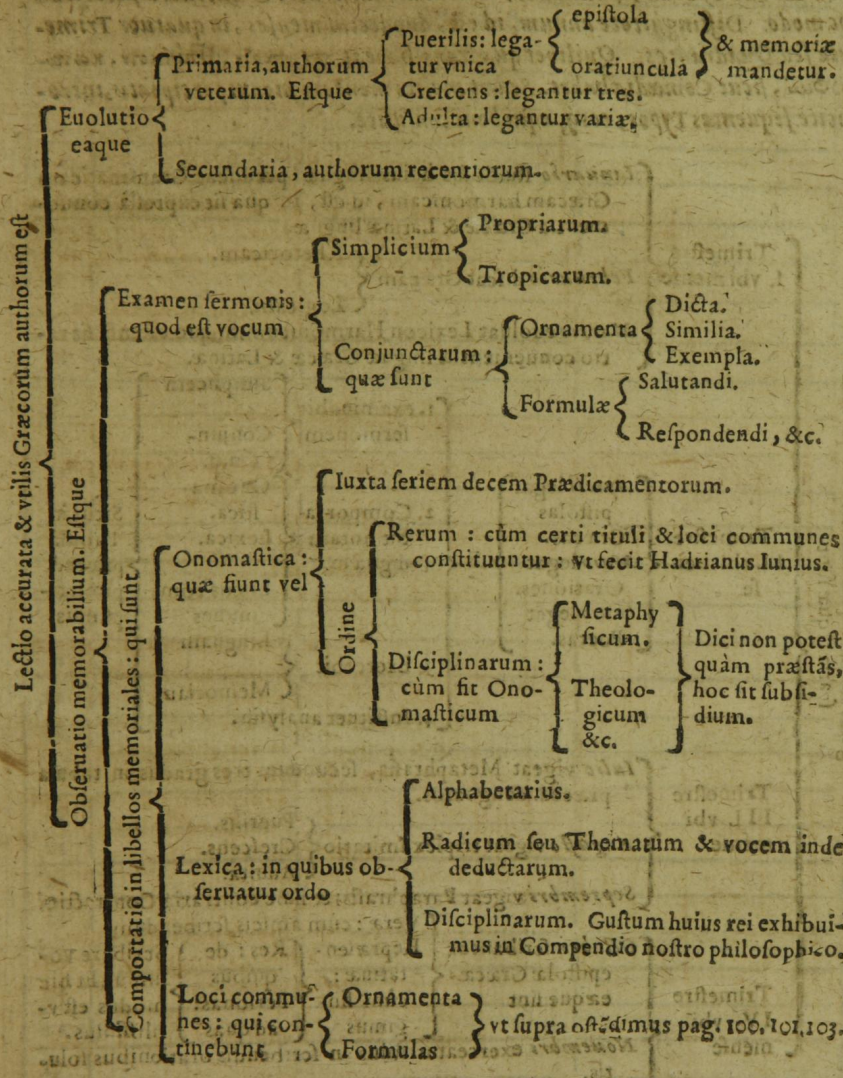 Lectio accurata & vtilis Græcorum authorum eſt
Euolutio
eaque
Primaria, authorum
veterum. Eſtque
Puerilis: lega-
tur vnica
epiſtola
oratiuncula
& memoriæ
mandetur.
Creſcens: legantur tres.
Adulta: legantur variæ.
Secundaria, authorum recentiorum.
Obſeruatio memorabilium. Eſtque
Examen ſermonis:
quod eſt vocum
Simplicium
Propriarum.
Tropicarum.
Conjunctarum:
quæ ſunt
Ornamenta
Dicta.
Similia.
Exempla.
Formulæ
Salutandi.
Reſpondendi, &c.
Comportatio in libellos memoriales: qui ſunt
Onomaſtica:
quæ fiunt vel
Iuxta ſeriem decem Prædicamentorum.
Ordine
Rerum: cùm certi tituli & loci communes
conſtituuntur: vt fecit Hadrianus Iunius.
Diſciplinarum:
cùm fit Ono-
maſticum
Metaphy
ſicum.
Theolo-
gicum
&c.
Dici non poteſt
quàm præſtãs,
hoc ſit ſubſi-
dium.
Lexica: in quibus ob-
ſeruatur ordo
Alphabetarius.
Radicum ſeu Thematum & vocem inde
deductarum.
Diſciplinarum. Guſtum huius rei exhibui-
mus in Compendio noſtro philoſophico.
Loci commu-
nes: qui con-
tinebunt
Ornamenta
Formulas
vt ſupra oſtẽdimus pag. 100. 101. 103.